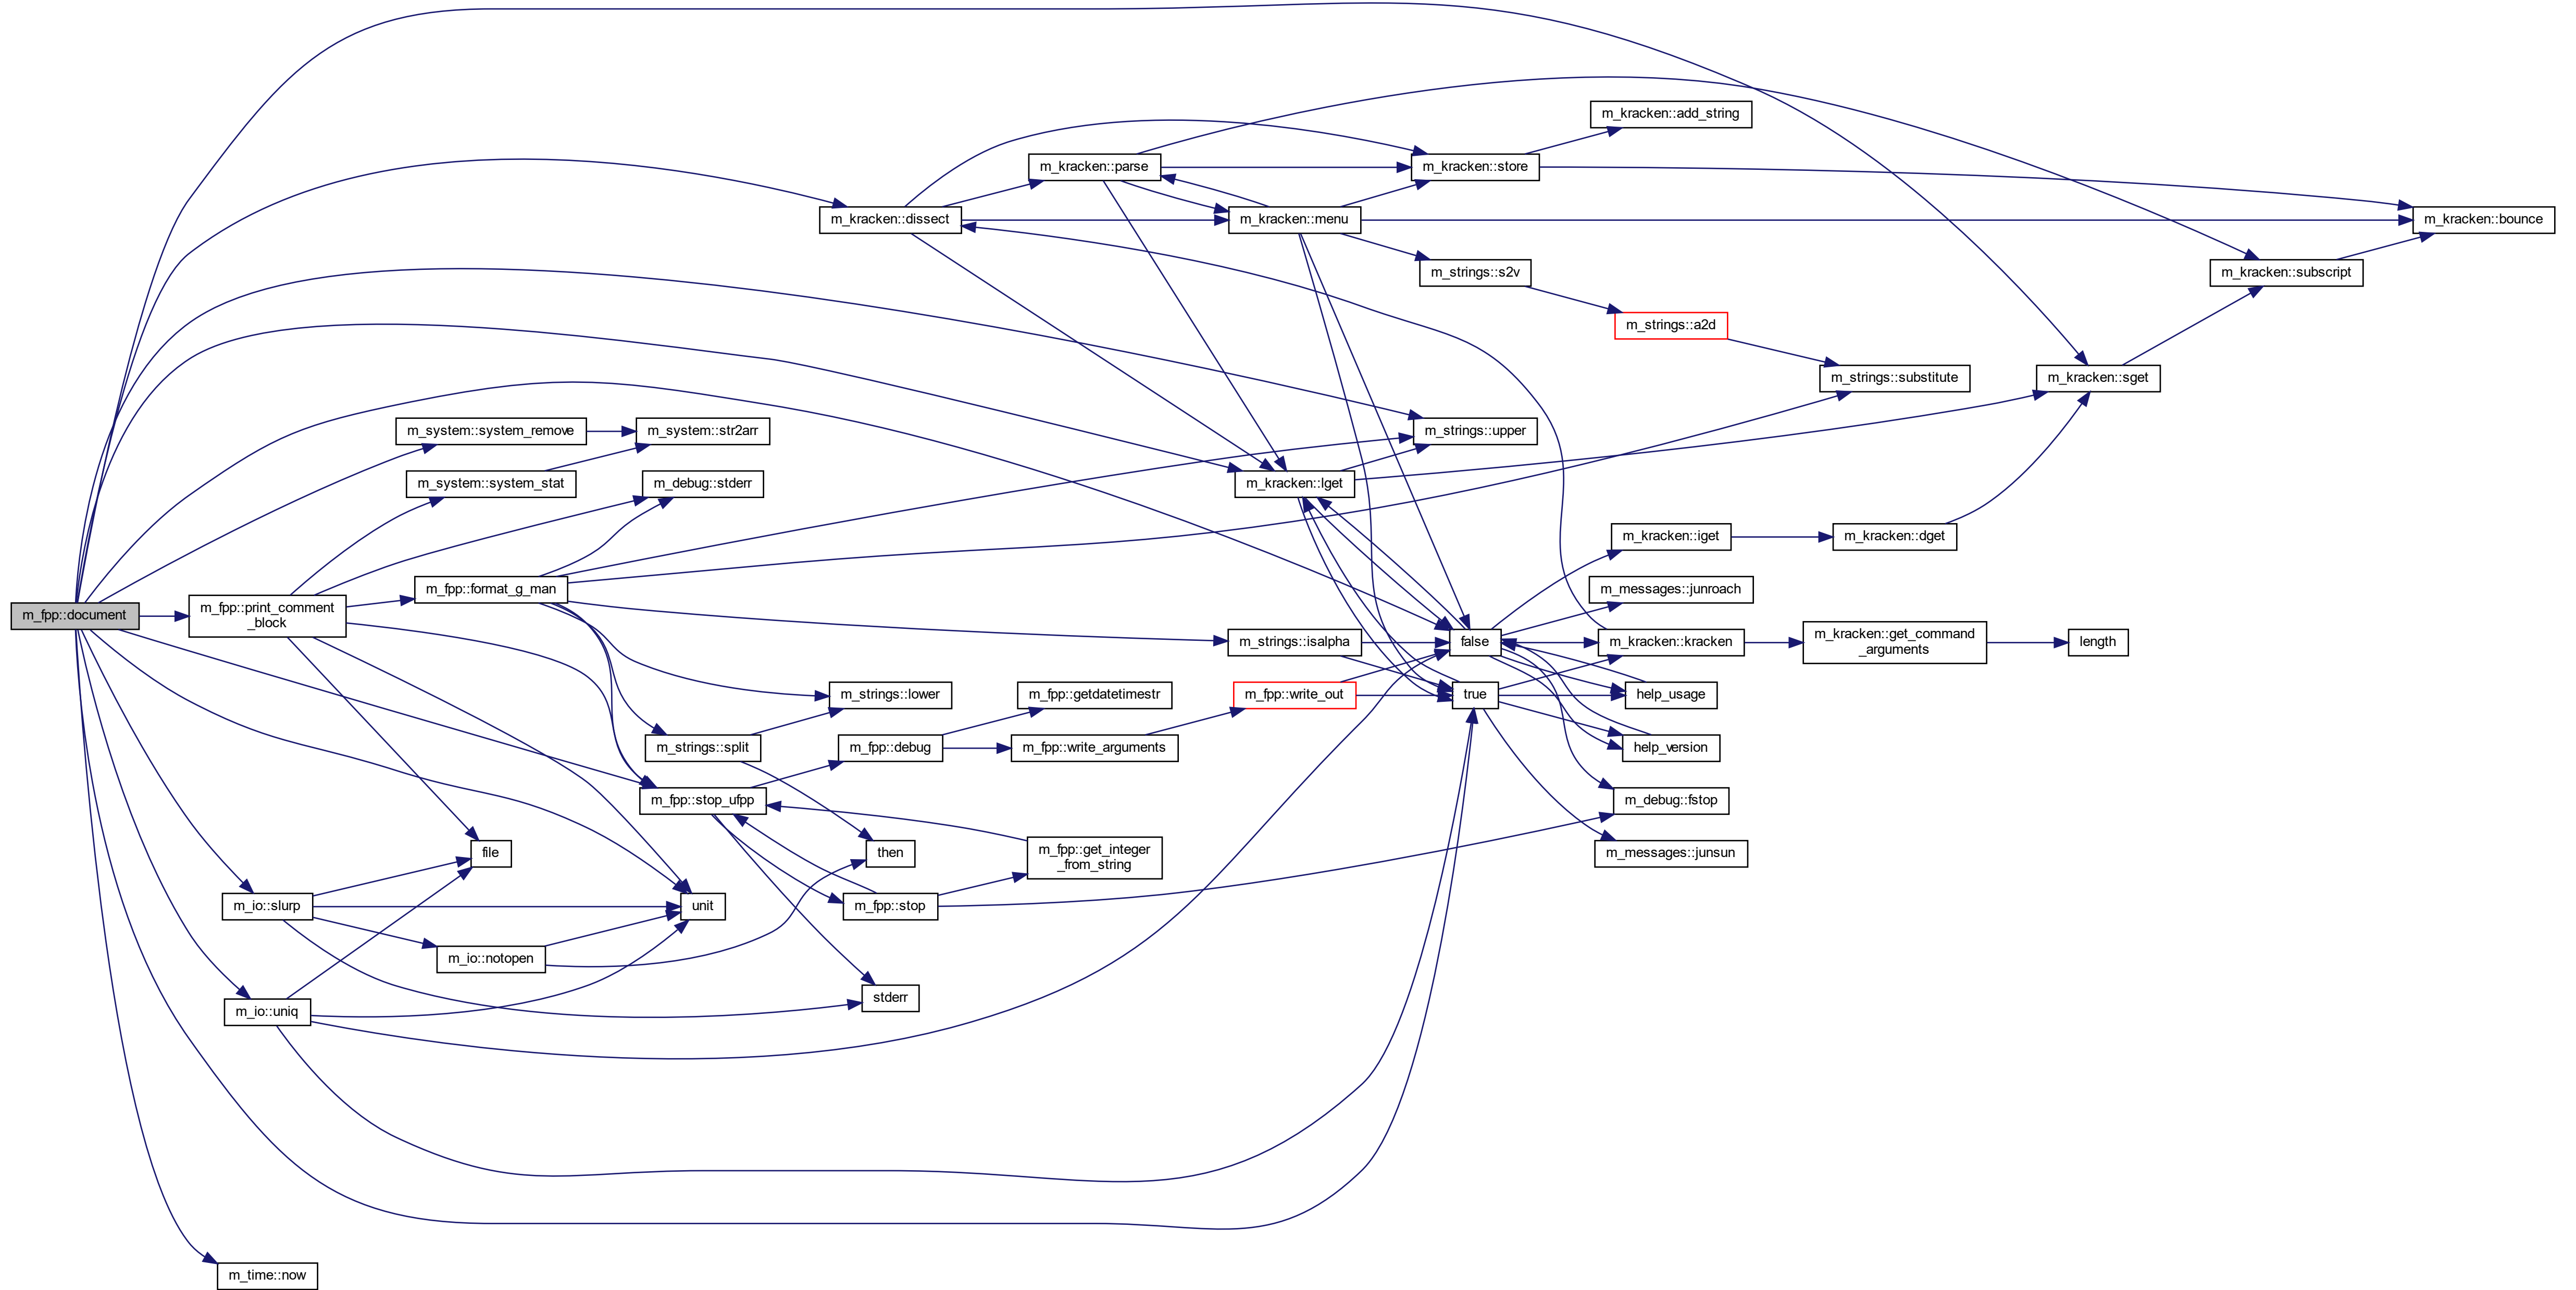 m_kracken::add_string
m_kracken::parse
m_kracken::store
m_kracken::dissect
m_kracken::menu
m_kracken::bounce
m_strings::s2v
m_kracken::subscript
m_strings::a2d
m_strings::substitute
m_kracken::sget
m_system::system_remove
m_system::str2arr
m_strings::upper
m_system::system_stat
m_debug::stderr
m_kracken::lget
m_kracken::iget
m_kracken::dget
m_fpp::format_g_man
m_messages::junroach
m_fpp::document
m_fpp::print_comment
_block
m_strings::isalpha
false
m_kracken::kracken
m_kracken::get_command
_arguments
length
m_strings::lower
m_fpp::getdatetimestr
m_fpp::write_out
true
help_usage
m_strings::split
m_fpp::debug
m_fpp::write_arguments
help_version
m_fpp::stop_ufpp
m_debug::fstop
file
then
m_fpp::get_integer
_from_string
m_messages::junsun
m_io::slurp
unit
m_fpp::stop
m_io::notopen
stderr
m_io::uniq
m_time::now